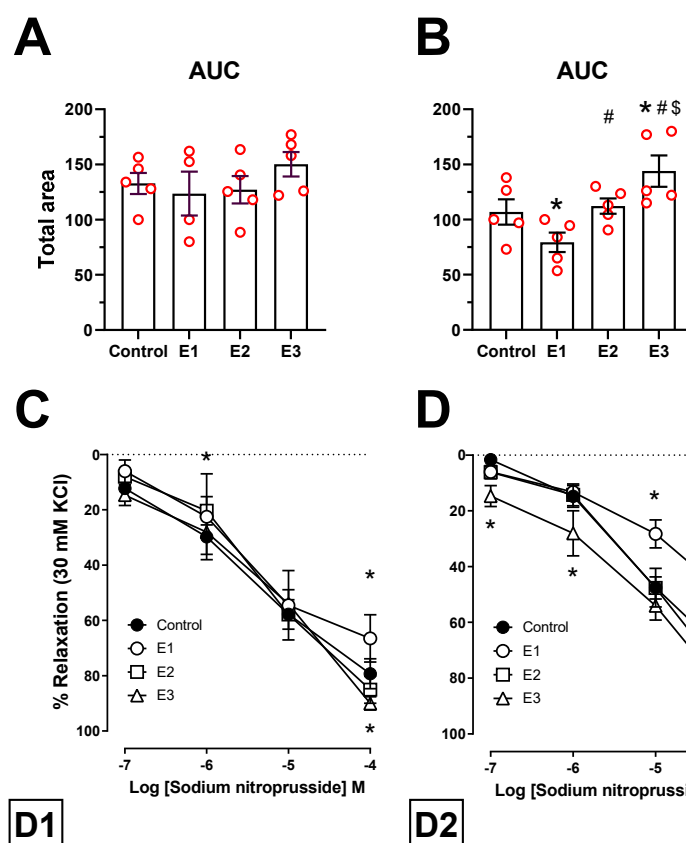 A
B
AUC
AUC
* # $
#
*
200
150
100
50
0
Total area
Control E1 E2 E3
200
150
100
50
0
Control E1 E2 E3
C
D
0
20
40
60
80
100
% Relaxation (30 mM KCl)
*
*
*
Control
E1
E2
E3
-7 -6 -5 -4
Log [Sodium nitroprusside] M
0
20
40
60
80
100
*
*
*
Control
E1
E2
E3
-7 -6 -5
Log [Sodium nitroprussi
D1
D2